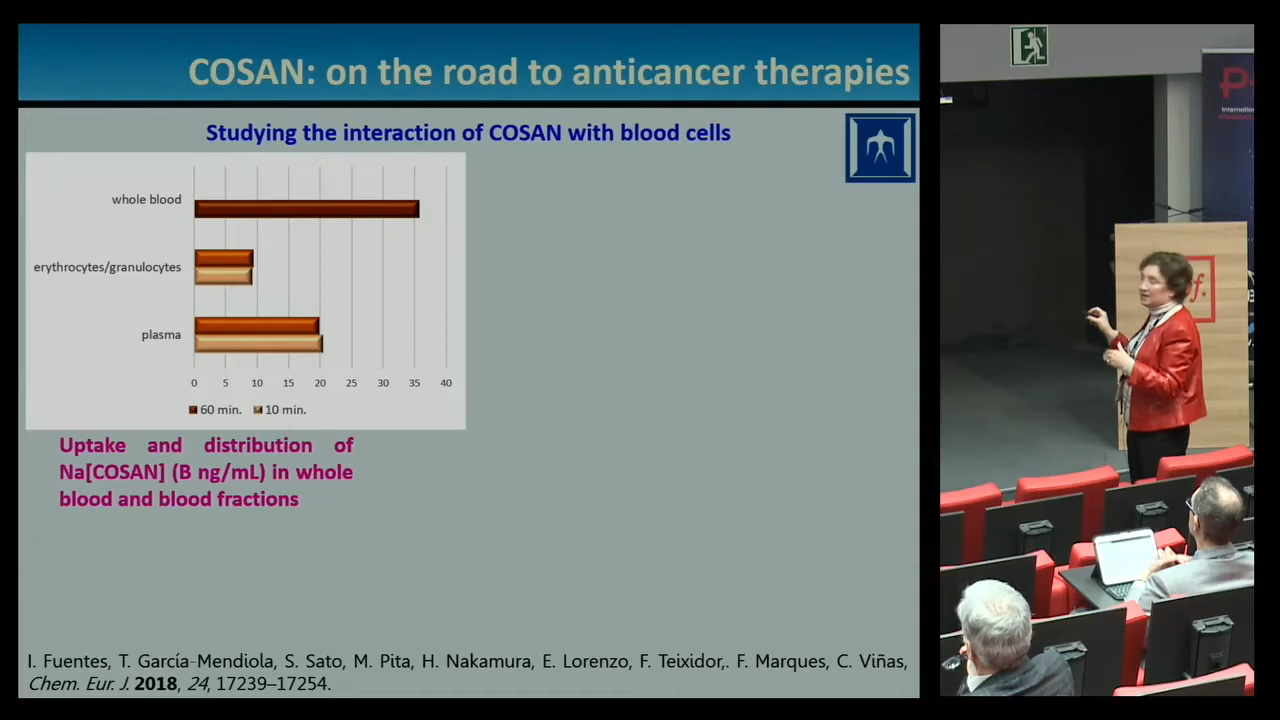 COSAN: on the road to anticancer therapies
Studying the interaction of COSAN with blood cells
whole blood
erythrocytes/granulocytes
plasma
0 5 10 15 20 25 30 35 40
60 min. 10 min.
Uptake and distribution of
Na[COSAN] (B ng/mL) in whole
blood and blood fractions
I. Fuentes, T. García-Mendiola, S. Sato, M. Pita, H. Nakamura, E. Lorenzo, F. Teixidor,. F. Marques, C. Viñas,
Chem. Eur. J. 2018, 24, 17239–17254.